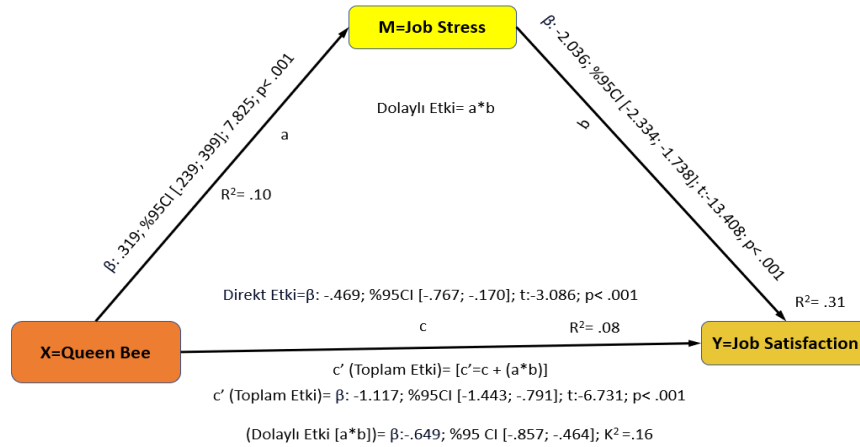 M=Job Stress
β: .319; %95CI [.239; 399]; 7.825; p< .001
a
R²= .10
Dolaylı Etki= a*b
β: -2.036; %95CI [-2.334; -1.738]; t:-13.408; p< .001
b
R²= .31
Direkt Etki=β: -.469; %95CI [-.767; -.170]; t:-3.086; p< .001
c
R²= .08
X=Queen Bee
Y=Job Satisfaction
c’ (Toplam Etki)= [c’=c + (a*b)]
c’ (Toplam Etki)= β: -1.117; %95CI [-1.443; -.791]; t:-6.731; p< .001
(Dolaylı Etki [a*b])= β:-.649; %95 CI [-.857; -.464]; K²=.16